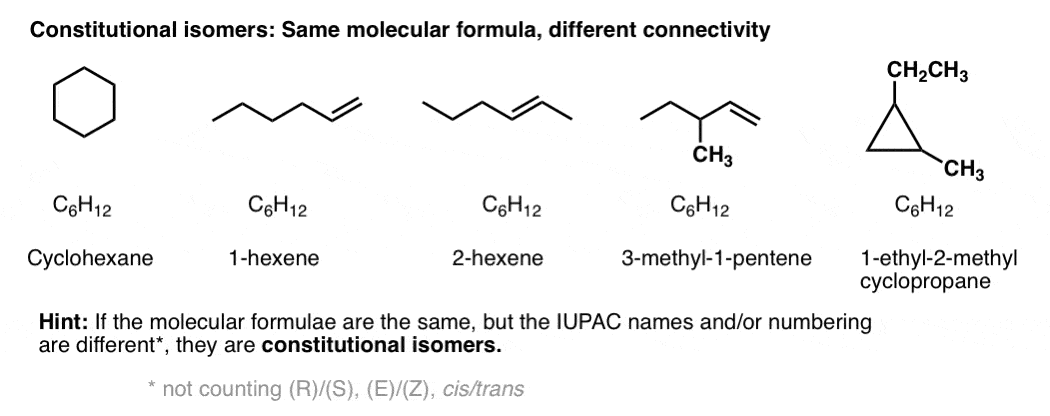 Constitutional isomers: Same molecular formula, different connectivity
CH₂CH₃
CH₃
CH₃
C₆H₁₂ C₆H₁₂ C₆H₁₂ C₆H₁₂ C₆H₁₂
Cyclohexane 1-hexene 2-hexene 3-methyl-1-pentene 1-ethyl-2-methyl
cyclopropane
Hint: If the molecular formulae are the same, but the IUPAC names and/or numbering
are different*, they are constitutional isomers.
* not counting (R)/(S), (E)/(Z), cis/trans